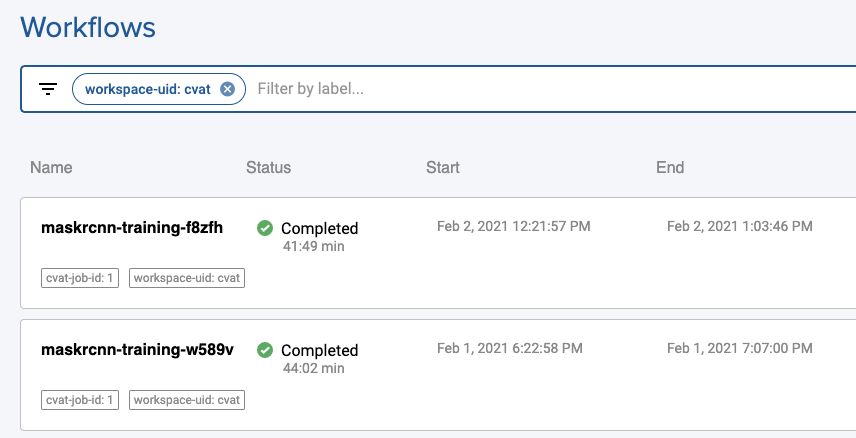 Workflows
workspace-uid: cvat Filter by label...
Name Status Start End
maskrcnn-training-f8zfh Completed Feb 2, 2021 12:21:57 PM Feb 2, 2021 1:03:46 PM
41:49 min
cvat-job-id: 1 workspace-uid: cvat
maskrcnn-training-w589v Completed Feb 1, 2021 6:22:58 PM Feb 1, 2021 7:07:00 PM
44:02 min
cvat-job-id: 1 workspace-uid: cvat